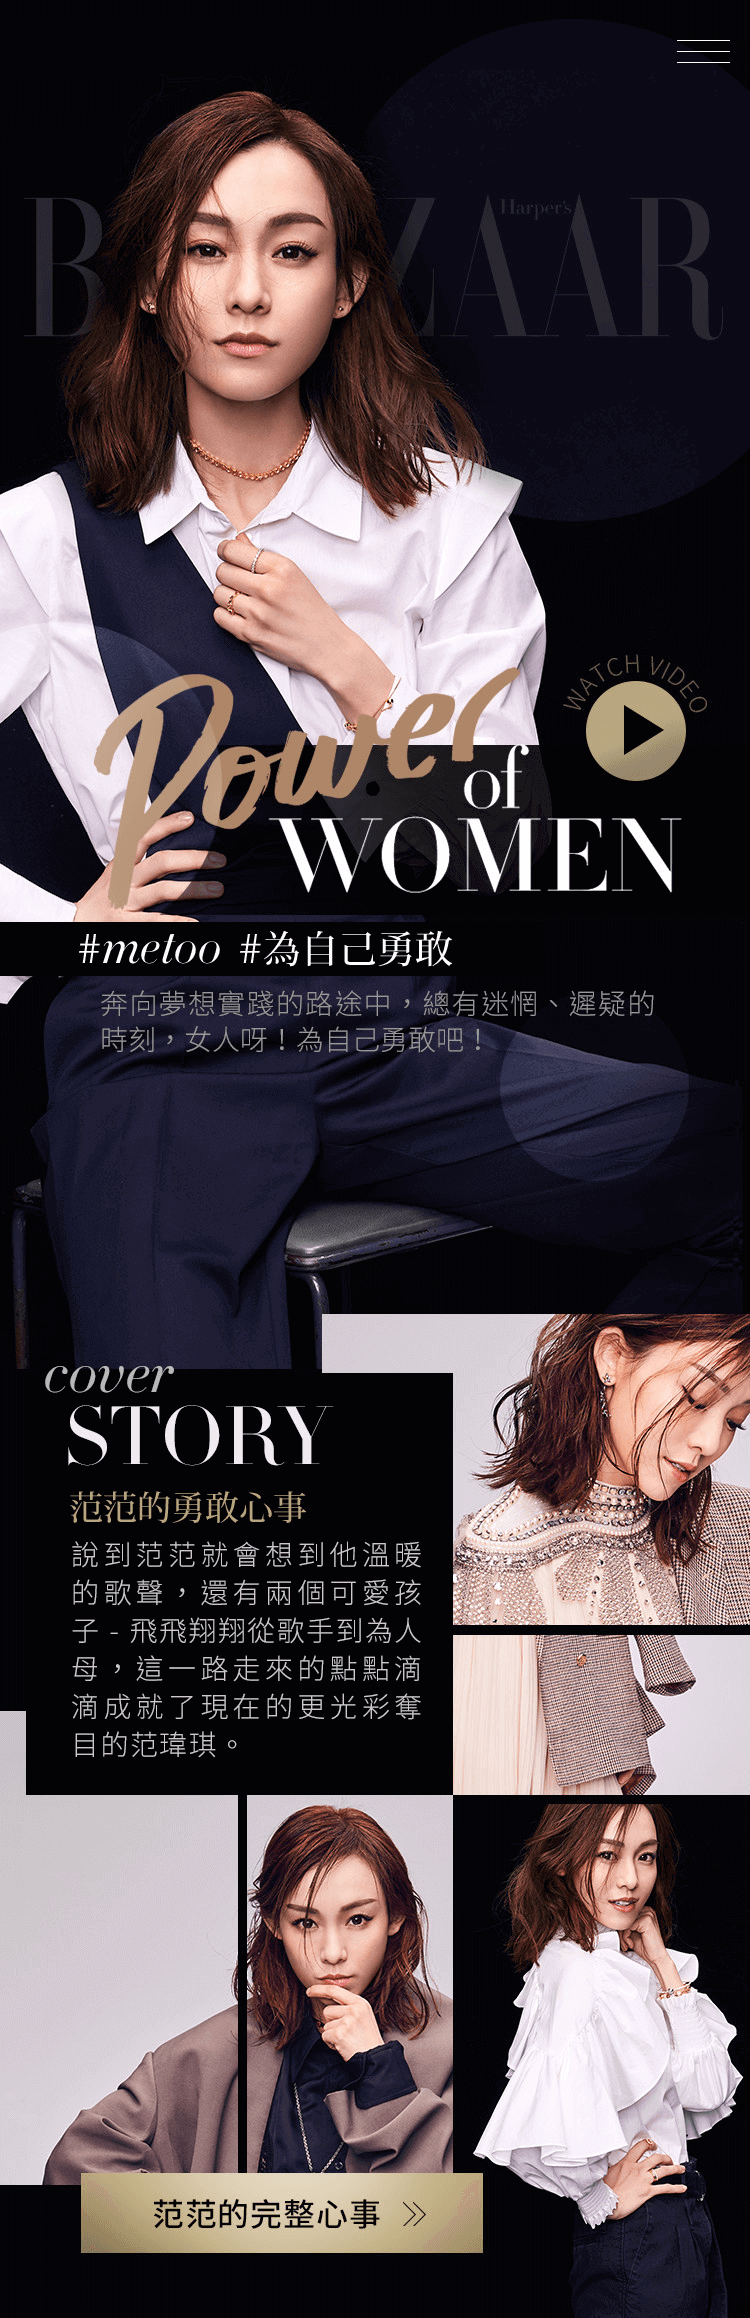 Harper's
BAZAAR
WATCH VIDEO
Power
of
WOMEN
#metoo #為自己勇敢
奔向夢想實踐的路途中，總有迷惘、遲疑的
時刻，女人呀！為自己勇敢吧！
cover
STORY
范范的勇敢心事
說到范范就會想到他溫暖
的歌聲，還有兩個可愛孩
子 - 飛飛翔翔從歌手到為人
母，這一路走來的點點滴
滴成就了現在的更光彩奪
目的范瑋琪。
范范的完整心事 »